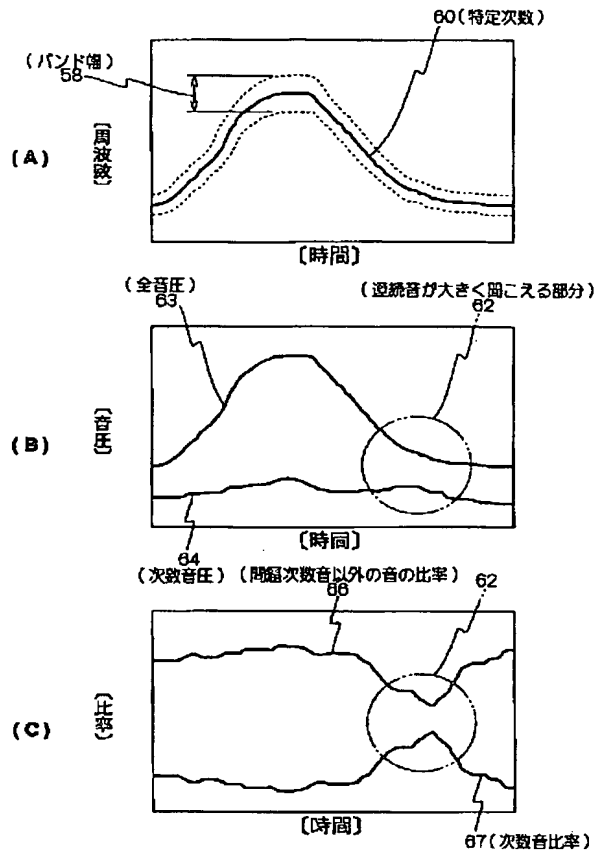 60(特定次数)
(バンド幅)
58
(A)
[周波数]
[時間]
(全音圧)
63
(連続音が大きく聞こえる部分)
62
(B)
[音圧]
[時間]
64
(次数音圧)
(問題次数音以外の音の比率)
66
62
(C)
[比率]
[時間]
67(次数音比率)